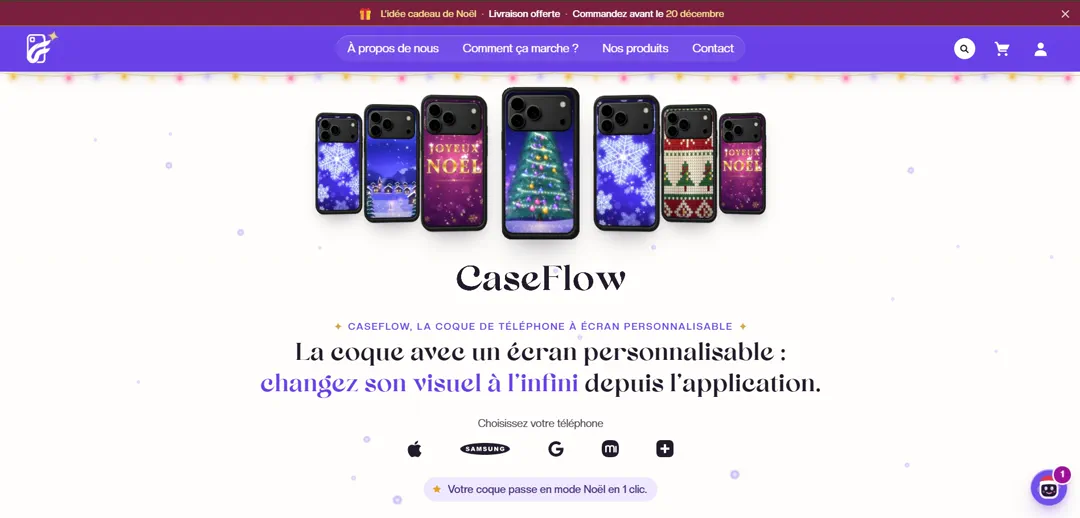 L'idée cadeau de Noël · Livraison offerte · Commandez avant le 20 décembre
À propos de nous
Comment ça marche ?
Nos produits
Contact
JOYEUX
NOËL
JOYEUX
NOËL
CaseFlow
CASEFLOW, LA COQUE DE TÉLÉPHONE À ÉCRAN PERSONNALISABLE
La coque avec un écran personnalisable :
changez son visuel à l'infini depuis l'application.
Choisissez votre téléphone
SAMSUNG
G
mi
Votre coque passe en mode Noël en 1 clic.
1